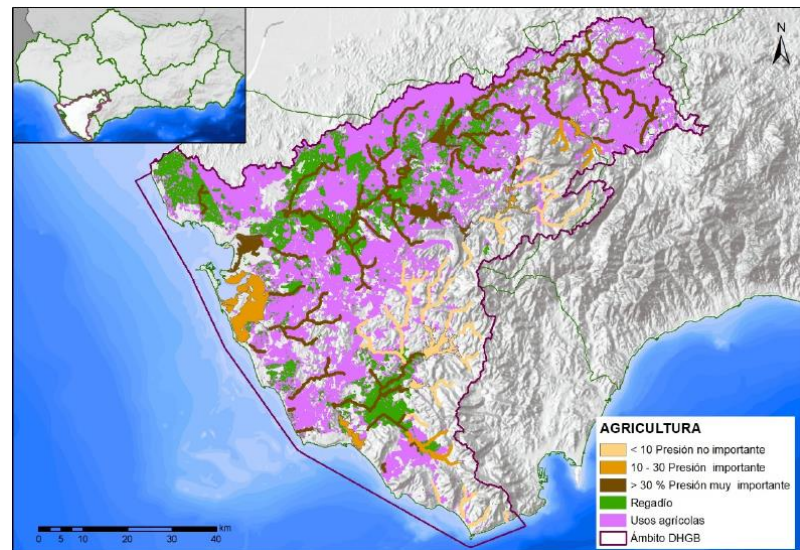 N
AGRICULTURA
< 10 Presión no importante
10 - 30 Presión importante
> 30 % Presión muy importante
Regadío
Usos agrícolas
Ámbito DHGB
km
0 5 10 20 30 40